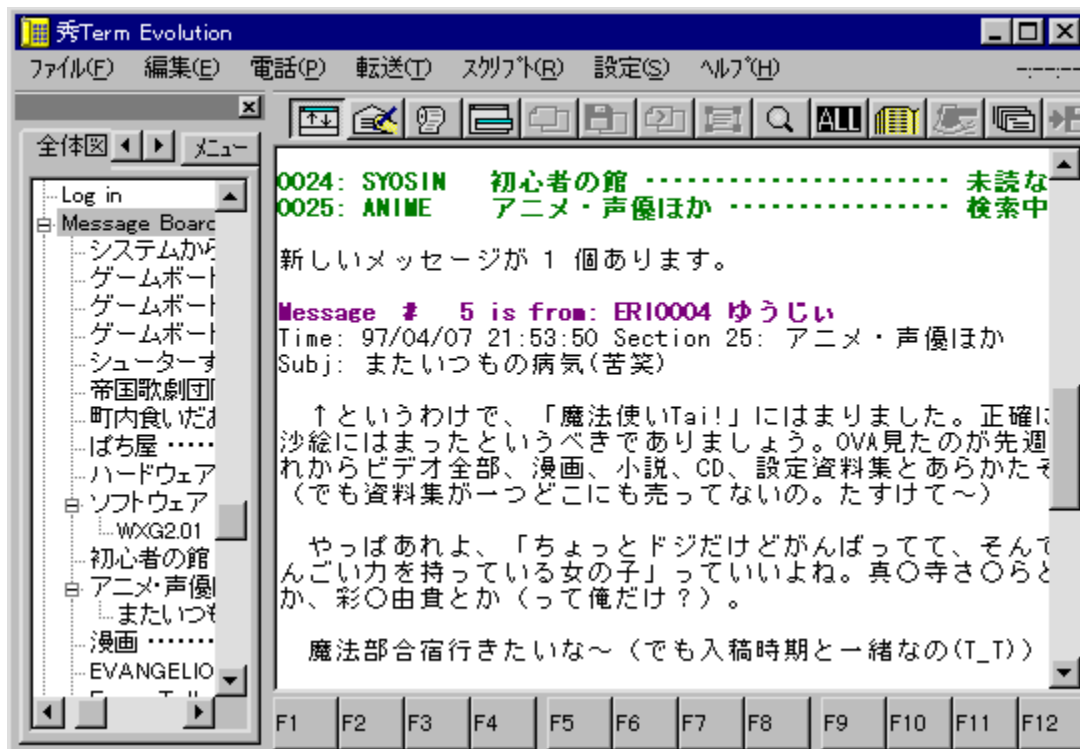 秀Term Evolution
ファイル(F) 編集(E) 電話(P) 転送(T) スクリプト(R) 設定(S) ヘルプ(H) --:--:--
全体図 メニュー
ALL
Log in
Message Board
システムから
ゲームボート
ゲームボート
ゲームボート
シューターす
帝国歌劇団
町内食いだお
ぱち屋 ‥‥‥
ハードウェア
ソフトウェア
WXG2.01
初心者の館
アニメ・声優
またいつも
漫画 ‥‥‥‥
EVANGELIO
0024: SYOSIN 初心者の館 ‥‥‥‥‥‥‥‥‥‥‥ 未読な
0025: ANIME アニメ・声優ほか ‥‥‥‥‥‥‥‥ 検索中
新しいメッセージが 1 個あります。
Message # 5 is from: ERI0004 ゆうじぃ
Time: 97/04/07 21:53:50 Section 25: アニメ・声優ほか
Subj: またいつもの病気(苦笑)
↑というわけで、「魔法使いTai!」にはまりました。正確に
沙絵にはまったというべきでありましょう。OVA見たのが先週
れからビデオ全部、漫画、小説、CD、設定資料集とあらかたそ
(でも資料集が一つどこにも売ってないの。たすけて～)
やっぱあれよ、「ちょっとドジだけどがんばってて、そんで
んごい力を持っている女の子」っていいよね。真○寺さ○らと
か、彩○由貴とか（って俺だけ？）。
魔法部合宿行きたいな～（でも入稿時期と一緒なの(T_T)）
F1 F2 F3 F4 F5 F6 F7 F8 F9 F10 F11 F12